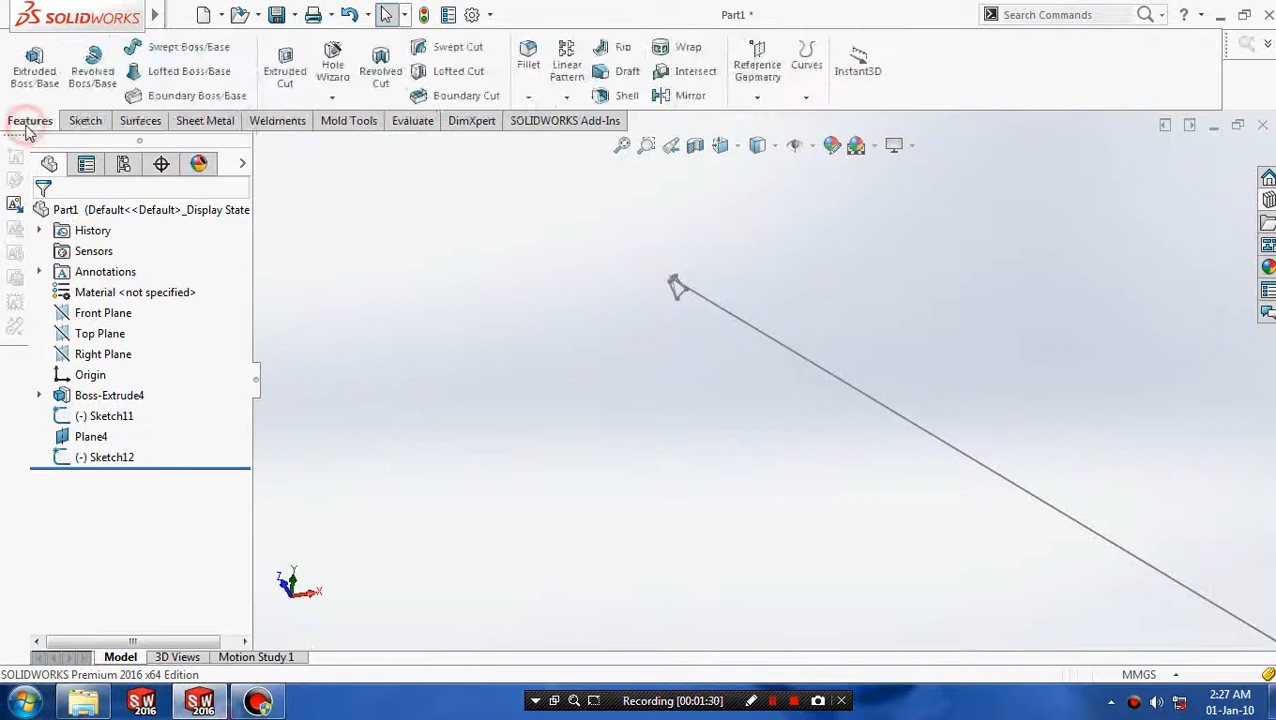 SOLIDWORKS
Part1 *
Search Commands
?
Extruded Boss/Base
Revolved Boss/Base
Swept Boss/Base
Lofted Boss/Base
Boundary Boss/Base
Extruded Cut
Hole Wizard
Revolved Cut
Swept Cut
Lofted Cut
Boundary Cut
Fillet
Linear Pattern
Rib
Draft
Shell
Wrap
Intersect
Mirror
Reference Geometry
Curves
Instant3D
Features
Sketch
Surfaces
Sheet Metal
Weldments
Mold Tools
Evaluate
DimXpert
SOLIDWORKS Add-Ins
Part1 (Default<<Default>_Display State
History
Sensors
Annotations
Material <not specified>
Front Plane
Top Plane
Right Plane
Origin
Boss-Extrude4
(-) Sketch11
Plane4
(-) Sketch12
Y
Z
X
Model
3D Views
Motion Study 1
SOLIDWORKS Premium 2016 x64 Edition
MMGS
SW 2016
SW 2016
Recording [00:01:30]
2:27 AM
01-Jan-10